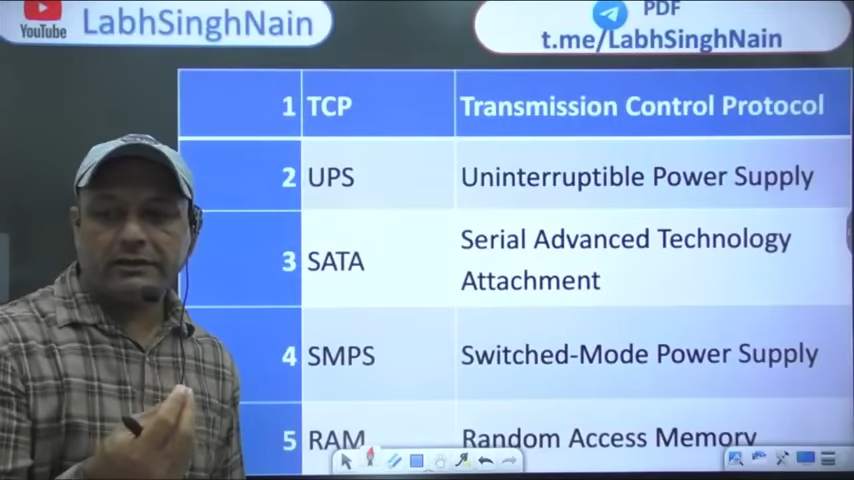 YouTube
LabhSinghNain
PDF
t.me/LabhSinghNain
1 TCP Transmission Control Protocol
2 UPS Uninterruptible Power Supply
3 SATA Serial Advanced Technology
Attachment
4 SMPS Switched-Mode Power Supply
5 RAM Random Access Memory